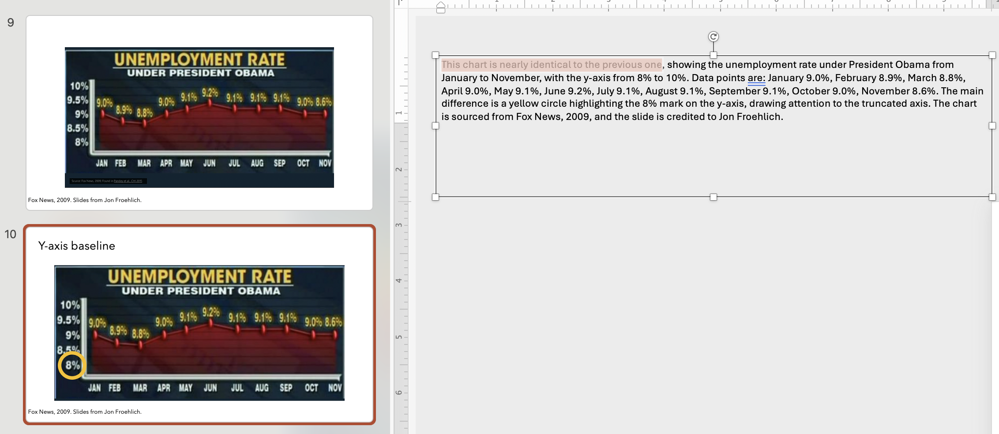 9
UNEMPLOYMENT RATE
UNDER PRESIDENT OBAMA
10%
9.5%
9%
8.5%
8%
9.0% 8.9% 8.8% 9.0% 9.1% 9.2% 9.1% 9.1% 9.1% 9.0% 8.6%
JAN FEB MAR APR MAY JUN JUL AUG SEP OCT NOV
Source: Fox News, 2009; Found in Pandey et al., CHI 2015
Fox News, 2009. Slides from Jon Froehlich.
10
Y-axis baseline
UNEMPLOYMENT RATE
UNDER PRESIDENT OBAMA
10%
9.5%
9%
8.5%
8%
9.0% 8.9% 8.8% 9.0% 9.1% 9.2% 9.1% 9.1% 9.1% 9.0% 8.6%
JAN FEB MAR APR MAY JUN JUL AUG SEP OCT NOV
Fox News, 2009. Slides from Jon Froehlich.
This chart is nearly identical to the previous one, showing the unemployment rate under President Obama from
January to November, with the y-axis from 8% to 10%. Data points are: January 9.0%, February 8.9%, March 8.8%,
April 9.0%, May 9.1%, June 9.2%, July 9.1%, August 9.1%, September 9.1%, October 9.0%, November 8.6%. The main
difference is a yellow circle highlighting the 8% mark on the y-axis, drawing attention to the truncated axis. The chart
is sourced from Fox News, 2009, and the slide is credited to Jon Froehlich.
1
2
3
4
5
6